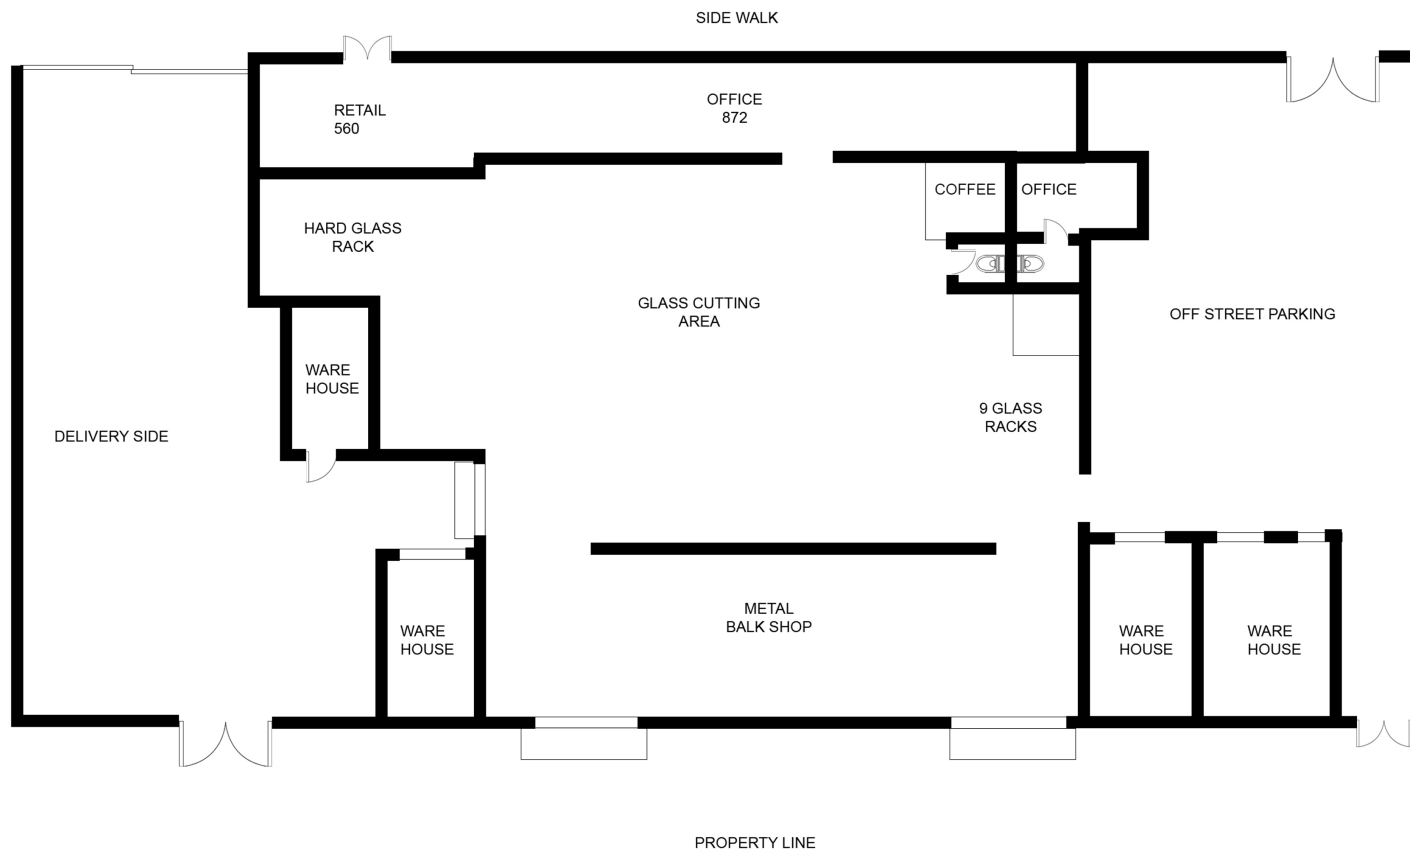 SIDE WALK
RETAIL
560
OFFICE
872
COFFEE
OFFICE
HARD GLASS
RACK
GLASS CUTTING
AREA
OFF STREET PARKING
WARE
HOUSE
9 GLASS
RACKS
DELIVERY SIDE
METAL
BALK SHOP
WARE
HOUSE
WARE
HOUSE
WARE
HOUSE
PROPERTY LINE